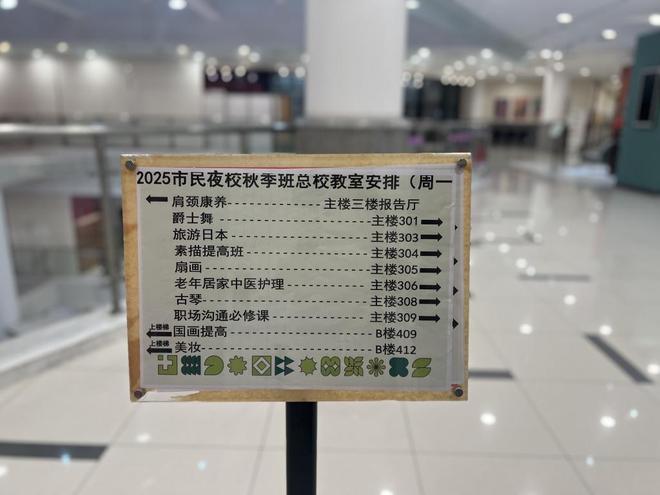 2025市民夜校秋季班总校教室安排（周一
肩颈康养--------------主楼三楼报告厅
爵士舞----------------------主楼301
旅游日本--------------------主楼303
素描提高班------------------主楼304
扇画------------------------主楼305
老年居家中医护理------------主楼306
古琴------------------------主楼308
职场沟通必修课--------------主楼309
上楼梯 国画提高---------------------B楼409
上楼梯 美妆-------------------------B楼412